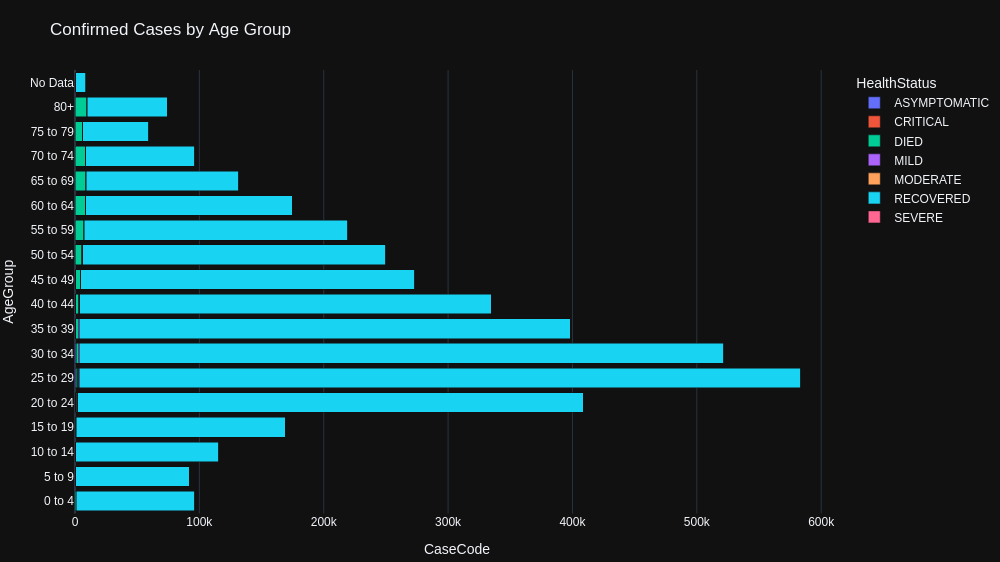 Confirmed Cases by Age Group
No Data
80+
75 to 79
70 to 74
65 to 69
60 to 64
55 to 59
50 to 54
45 to 49
40 to 44
35 to 39
30 to 34
25 to 29
20 to 24
15 to 19
10 to 14
5 to 9
0 to 4
AgeGroup
0 100k 200k 300k 400k 500k 600k
CaseCode
HealthStatus
ASYMPTOMATIC
CRITICAL
DIED
MILD
MODERATE
RECOVERED
SEVERE